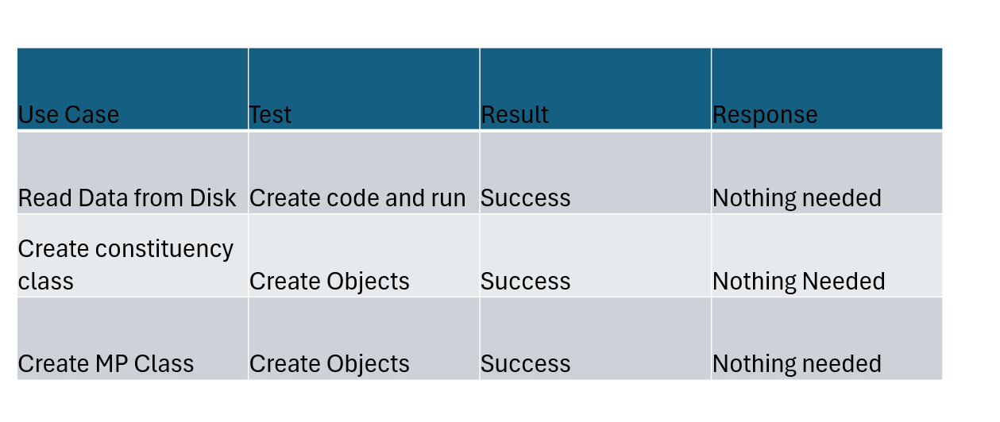 Use Case Test Result Response
Read Data from Disk Create code and run Success Nothing needed
Create constituency
class Create Objects Success Nothing Needed
Create MP Class Create Objects Success Nothing needed